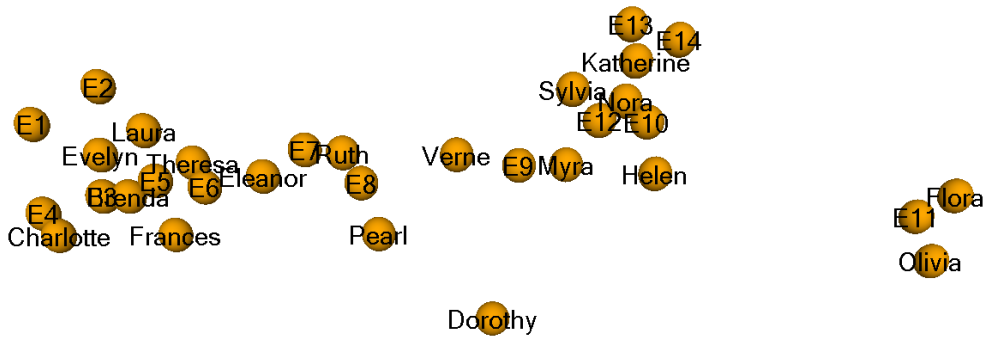 E13
E14
Katherine
E2
Sylvia
Nora
E1
E12
E10
Laura
Evelyn
Theresa
E7
Ruth
Verne
E9
Myra
Helen
E5
E6
Eleanor
E8
E3
Brenda
Flora
E4
E11
Charlotte
Frances
Pearl
Olivia
Dorothy